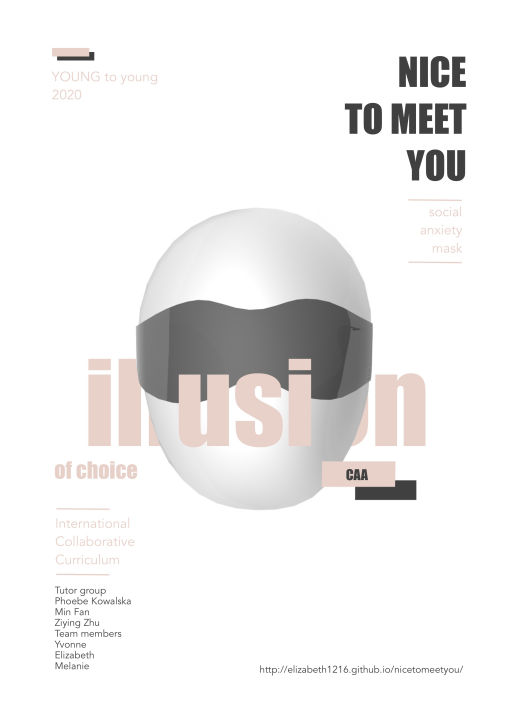 YOUNG to young
2020
NICE
TO MEET
YOU
social
anxiety
mask
illusion
of choice
CAA
International
Collaborative
Curriculum
Tutor group
Phoebe Kowalska
Min Fan
Ziying Zhu
Team members
Yvonne
Elizabeth
Melanie
http://elizabeth1216.github.io/nicetomeetyou/